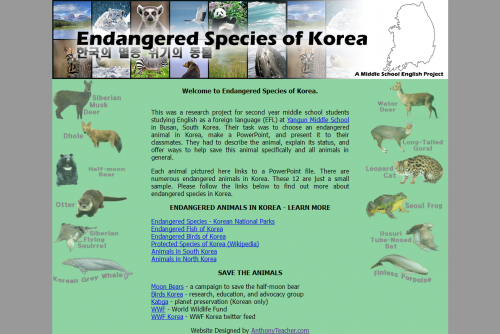 Endangered Species of Korea
한국의 멸종 위기의 동물
A Middle School English Project
Welcome to Endangered Species of Korea.
Siberian
Musk
Deer
Dhole
Half-moon
Bear
Otter
Siberian
Flying
Squirrel
Korean Grey Whale
This was a research project for second year middle school students
studying English as a foreign language (EFL) at Yangun Middle School
in Busan, South Korea. Their task was to choose an endangered
animal in Korea, make a PowerPoint, and present it to their
classmates. They had to describe the animal, explain its status, and
offer ways to help save this animal specifically and all animals in
general.
Each animal pictured here links to a PowerPoint file. There are
numerous endangered animals in Korea. These 12 are just a small
sample. Please follow the links below to find out more about
endangered species in Korea.
ENDANGERED ANIMALS IN KOREA - LEARN MORE
Endangered Species - Korean National Parks
Endangered Fish of Korea
Endangered Birds of Korea
Protected Species of Korea (Wikipedia)
Animals in South Korea
Animals in North Korea
SAVE THE ANIMALS
Moon Bears - a campaign to save the half-moon bear
Birds Korea - research, education, and advocacy group
Kabga - planet preservation (Korean only)
WWF - World Wildlife Fund
WWF Korea - WWF Korea twitter feed
Website Designed by AnthonyTeacher.com
Water
Deer
Long-Tailed
Goral
Leopard
Cat
Seoul Frog
Ussuri
Tube-Nosed
Bat
Finless Porpoise